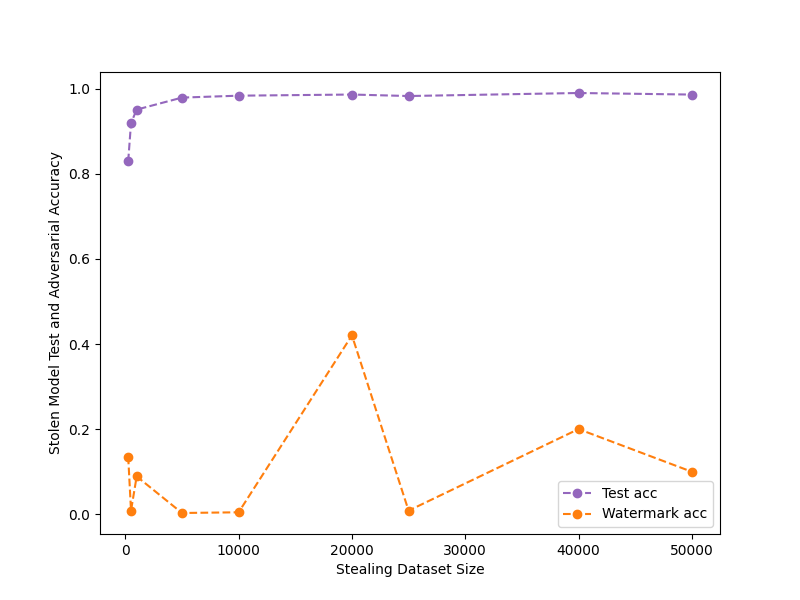 1.0
0.8
0.6
0.4
0.2
0.0
Stolen Model Test and Adversarial Accuracy
Test acc
Watermark acc
0 10000 20000 30000 40000 50000
Stealing Dataset Size